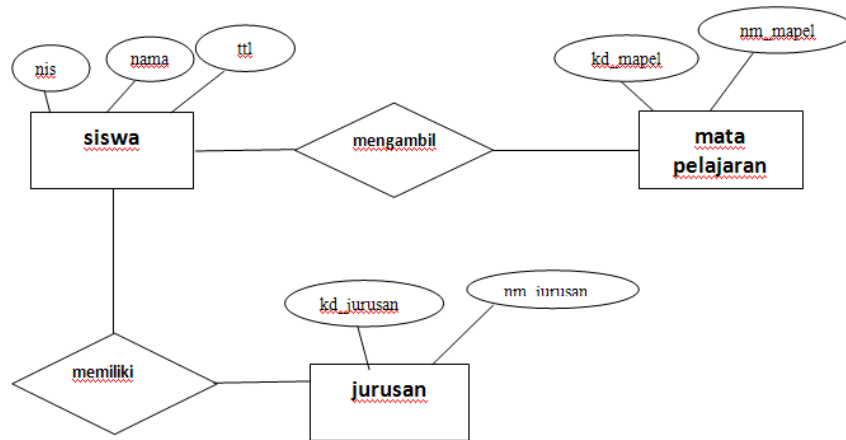 nis
nama
ttl
kd_mapel
nm_mapel
siswa
mengambil
mata
pelajaran
kd_jurusan
nm_jurusan
memiliki
jurusan